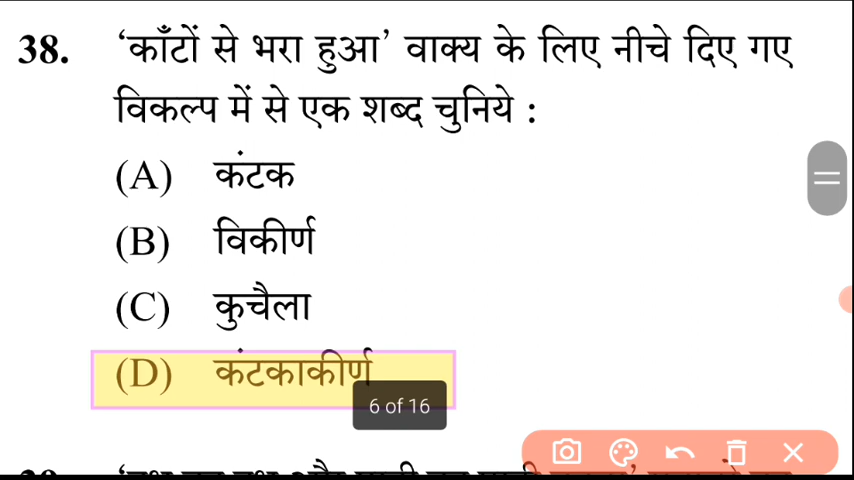 38. ‘काँटों से भरा हुआ’ वाक्य के लिए नीचे दिए गए
विकल्प में से एक शब्द चुनिये :
(A) कंटक
(B) विकीर्ण
(C) कुचैला
(D) कंटकाकीर्ण
6 of 16